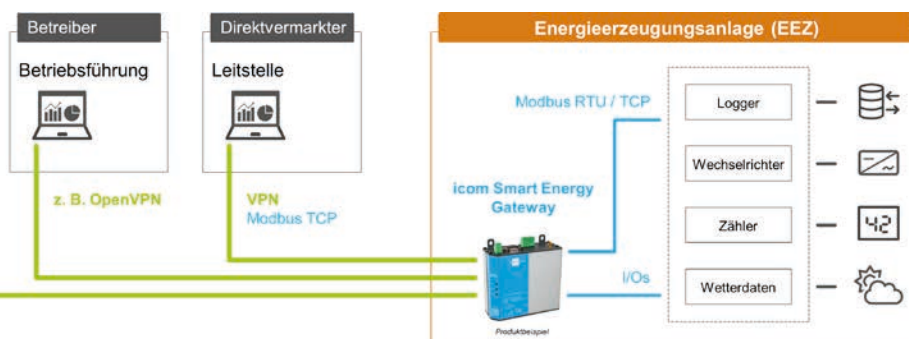 Betreiber
Betriebsführung
z. B. OpenVPN
Direktvermarkter
Leitstelle
VPN
Modbus TCP
Energieerzeugungsanlage (EEZ)
Modbus RTU / TCP
icom Smart Energy
Gateway
I/Os
Produktbeispiel
Logger
Wechselrichter
Zähler
42
Wetterdaten